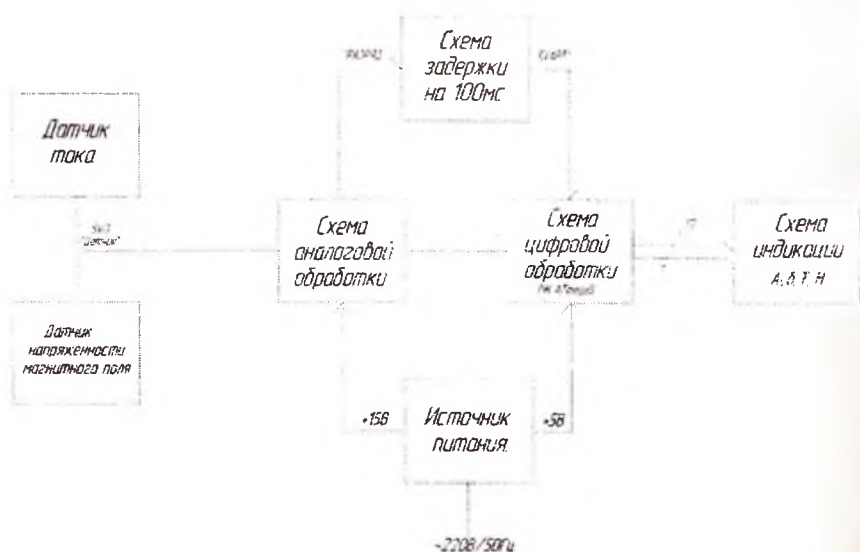 Схема
задержки
на 100мс
Датчик
тока
"Датчик"
Схема
аналоговой
обработки
Схема
цифровой
обработки
Схема
индикации
А, δ, Т, Н
Датчик
напряженности
магнитного поля
+15В
Источник
питания
+5В
~220В/50Гц